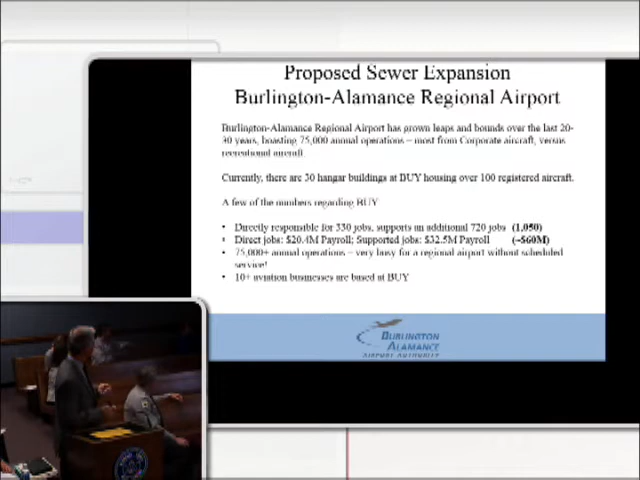 Proposed Sewer Expansion
Burlington-Alamance Regional Airport
Burlington-Alamance Regional Airport has grown leaps and bounds over the last 20-
30 years, boasting 75,000 annual operations – most from Corporate aircraft, versus
recreational aircraft.
Currently, there are 30 hangar buildings at BUY housing over 100 registered aircraft.
A few of the numbers regarding BUY
• Directly responsible for 330 jobs, supports an additional 720 jobs (1,050)
• Direct jobs: $20.4M Payroll; Supported jobs: $32.5M Payroll (~$60M)
• 75,000+ annual operations – very busy for a regional airport without scheduled
service!
• 10+ aviation businesses are based at BUY
BURLINGTON
ALAMANCE
AIRPORT AUTHORITY